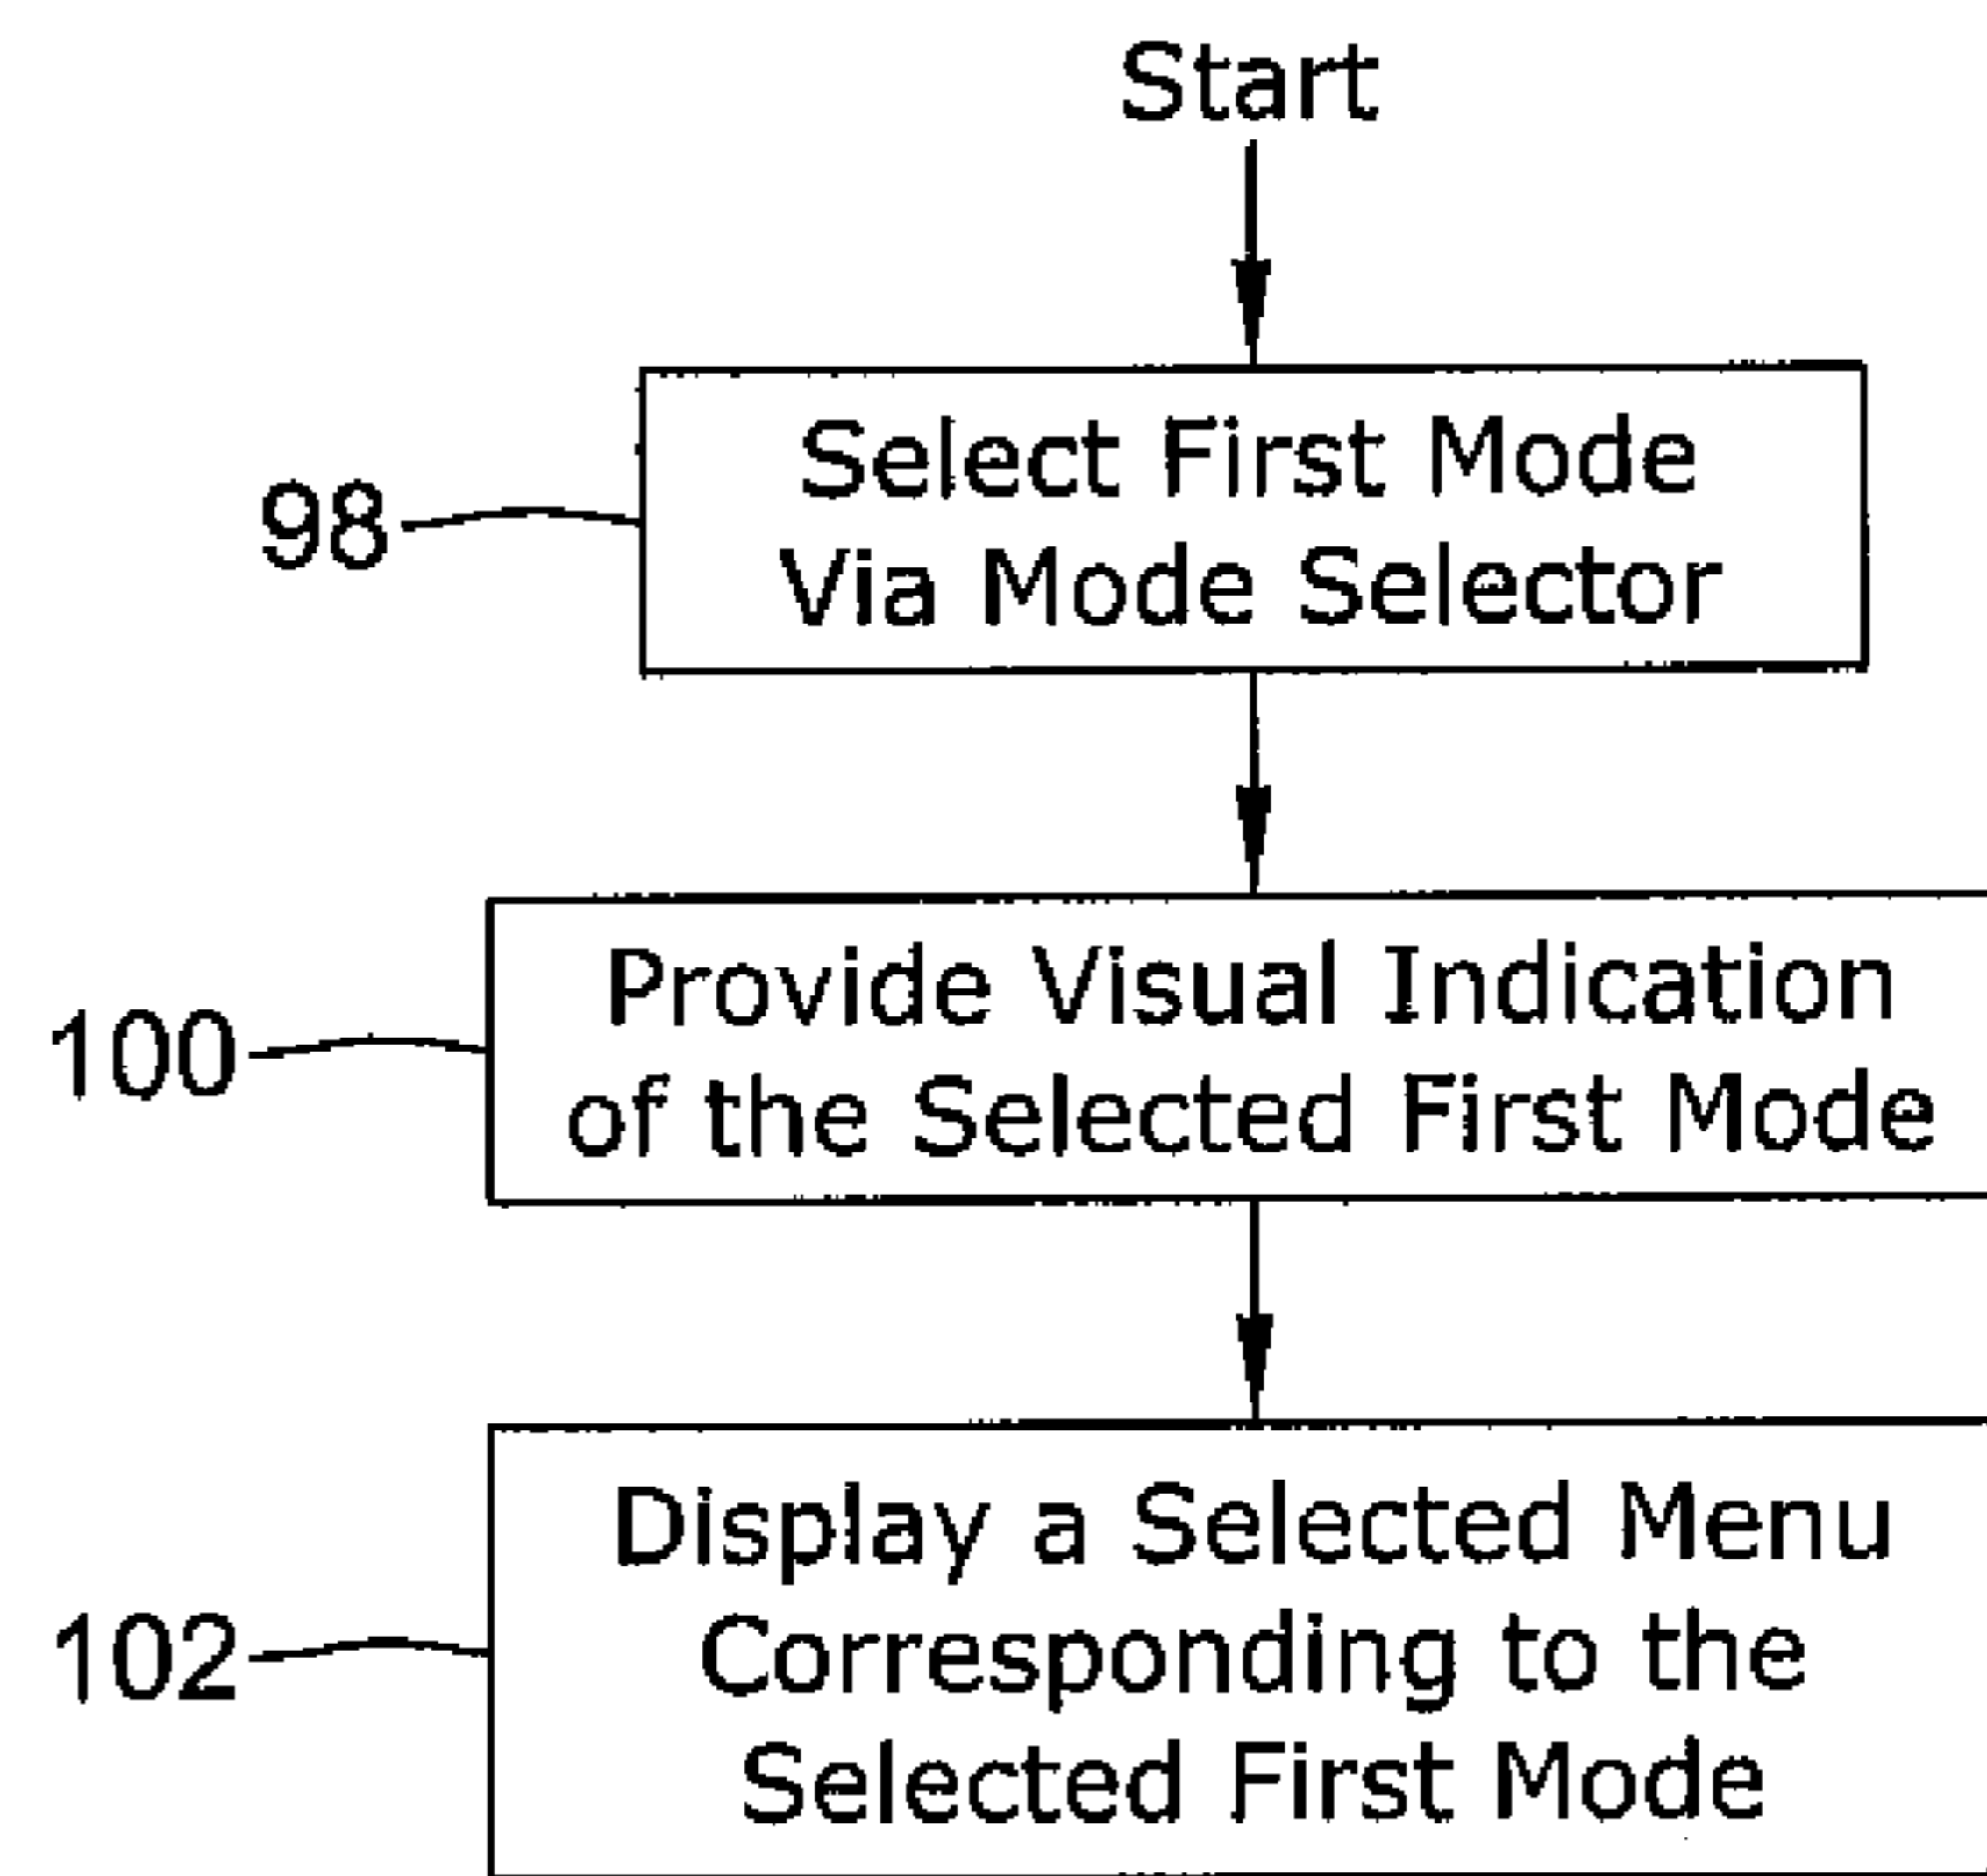 Start
98
Select First Mode
Via Mode Selector
100
Provide Visual Indication
of the Selected First Mode
102
Display a Selected Menu
Corresponding to the
Selected First Mode